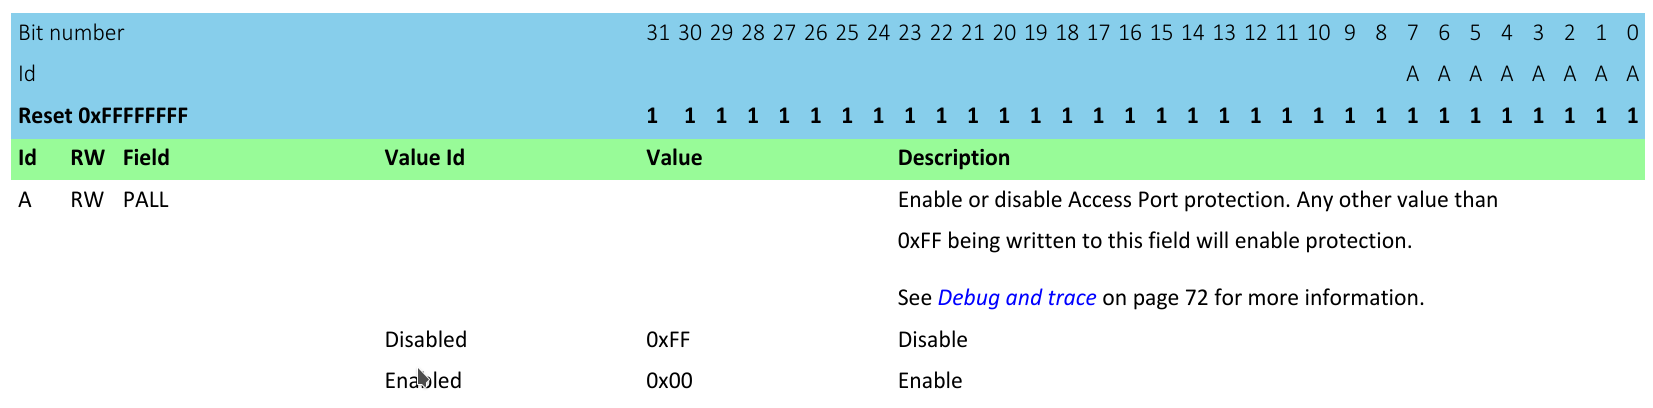 Bit number 31 30 29 28 27 26 25 24 23 22 21 20 19 18 17 16 15 14 13 12 11 10 9 8 7 6 5 4 3 2 1 0
Id A A A A A A A A
Reset 0xFFFFFFFF 1 1 1 1 1 1 1 1 1 1 1 1 1 1 1 1 1 1 1 1 1 1 1 1 1 1 1 1 1 1 1 1
Id RW Field Value Id Value Description
A RW PALL Enable or disable Access Port protection. Any other value than
0xFF being written to this field will enable protection.
See Debug and trace on page 72 for more information.
Disabled 0xFF Disable
Enabled 0x00 Enable